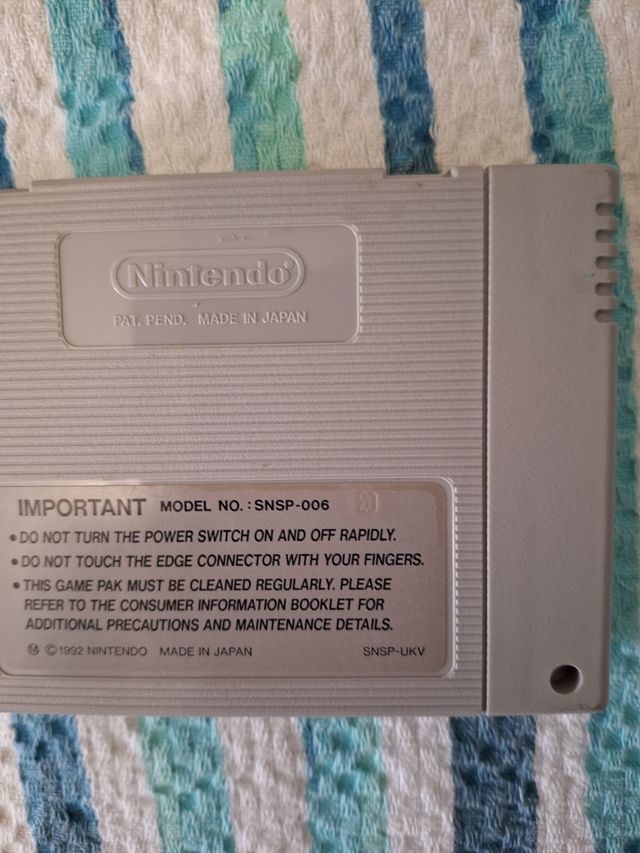 Nintendo®
PAT. PEND. MADE IN JAPAN
IMPORTANT MODEL NO. : SNSP-006 20
• DO NOT TURN THE POWER SWITCH ON AND OFF RAPIDLY.
• DO NOT TOUCH THE EDGE CONNECTOR WITH YOUR FINGERS.
• THIS GAME PAK MUST BE CLEANED REGULARLY. PLEASE
REFER TO THE CONSUMER INFORMATION BOOKLET FOR
ADDITIONAL PRECAUTIONS AND MAINTENANCE DETAILS.
Ⓜ ©1992 NINTENDO MADE IN JAPAN SNSP-UKV